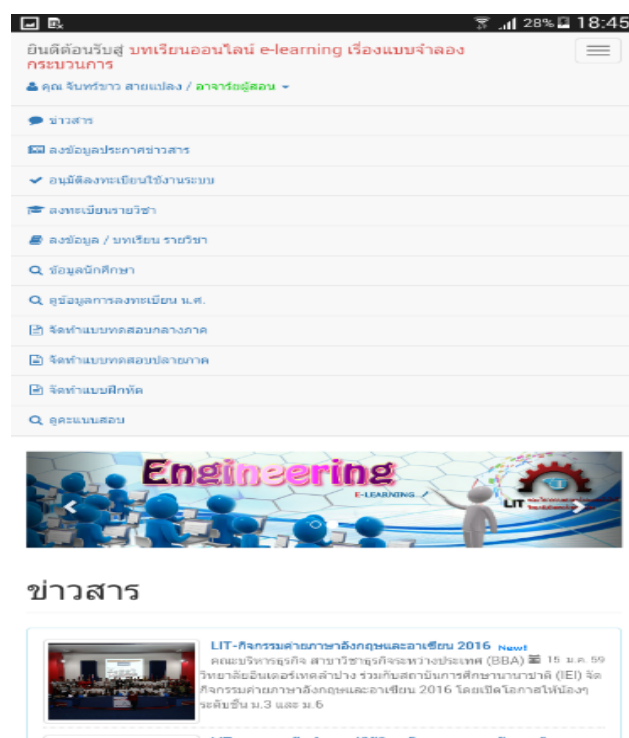 28% 18:45
ยินดีต้อนรับสู่ บทเรียนออนไลน์ e-learning เรื่องแบบจำลอง
กระบวนการ
คุณ จันทร์ขาว สายแปลง / อาจารย์ผู้สอน
ข่าวสาร
ลงข้อมูลประกาศข่าวสาร
อนุมัติลงทะเบียนใช้งานระบบ
ลงทะเบียนรายวิชา
ลงข้อมูล / บทเรียน รายวิชา
ข้อมูลนักศึกษา
ดูข้อมูลการลงทะเบียน น.ศ.
จัดทำแบบทดสอบกลางภาค
จัดทำแบบทดสอบปลายภาค
จัดทำแบบฝึกหัด
ดูคะแนนสอบ
Engineering
E-LEARNING
LIT
ข่าวสาร
LIT-กิจกรรมค่ายภาษาอังกฤษและอาเซียน 2016 New!
คณะบริหารธุรกิจ สาขาวิชาธุรกิจระหว่างประเทศ (BBA) 15 ม.ค. 59
วิทยาลัยอินเตอร์เทคลำปาง ร่วมกับสถาบันการศึกษานานาชาติ (IEI) จัด
กิจกรรมค่ายภาษาอังกฤษและอาเซียน 2016 โดยเปิดโอกาสให้น้องๆ
ระดับชั้น ม.3 และ ม.6